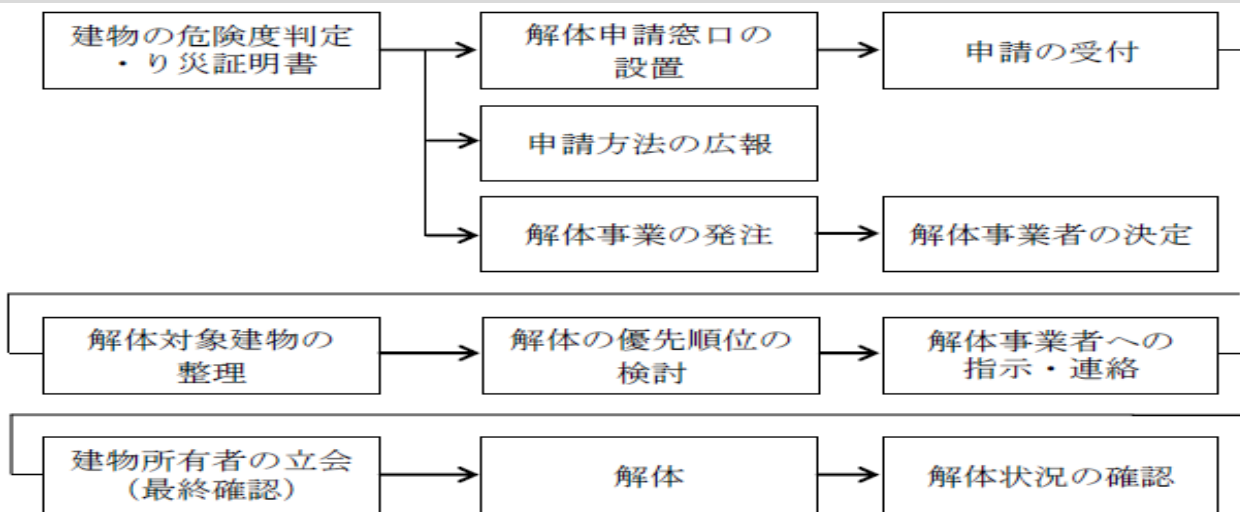 建物の危険度判定
・り災証明書
解体申請窓口の
設置
申請の受付
申請方法の広報
解体事業の発注
解体事業者の決定
解体対象建物の
整理
解体の優先順位の
検討
解体事業者への
指示・連絡
建物所有者の立会
（最終確認）
解体
解体状況の確認